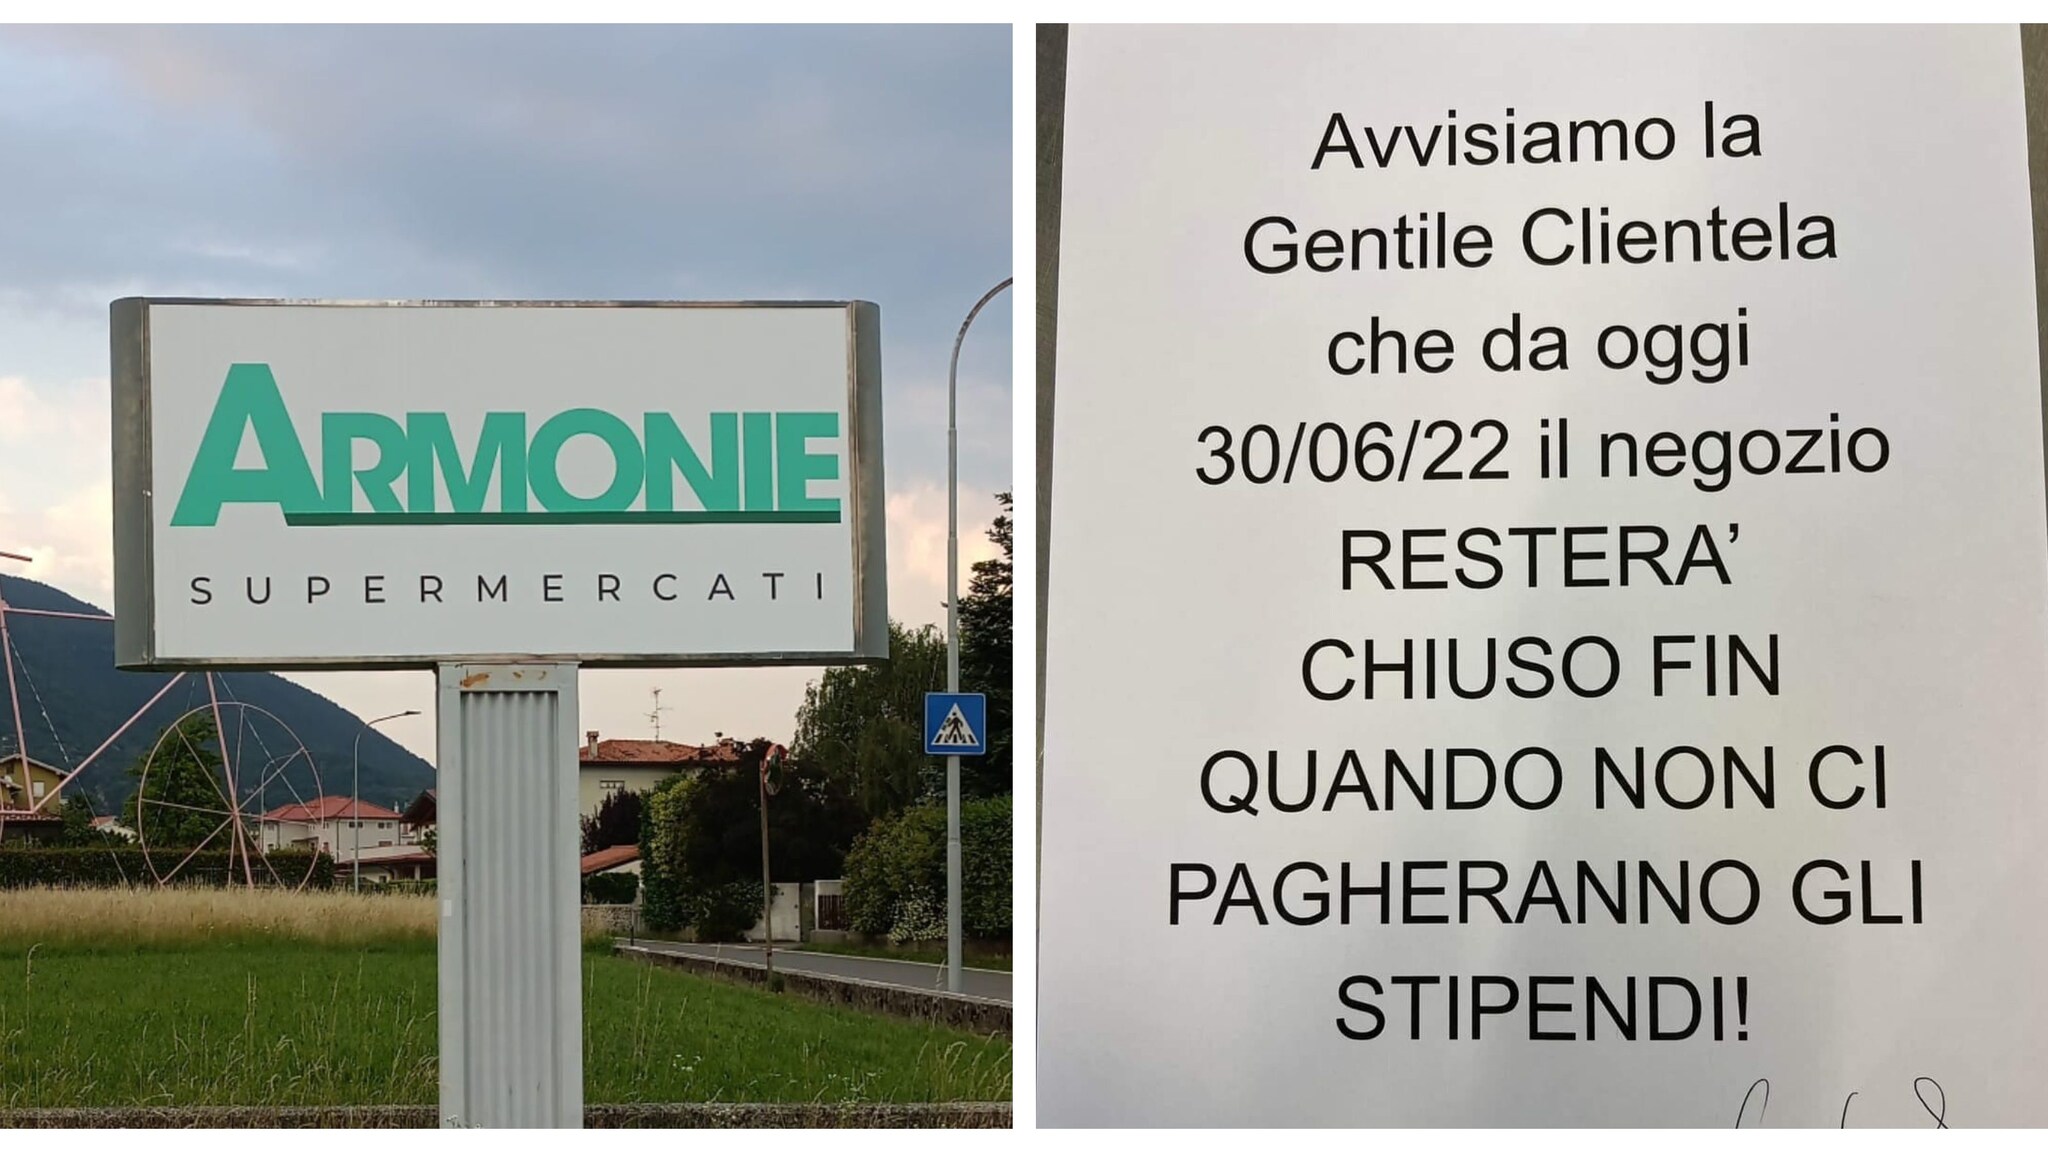 ARMONIE
SUPERMERCATI
Avvisiamo la
Gentile Clientela
che da oggi
30/06/22 il negozio
RESTERA’
CHIUSO FIN
QUANDO NON CI
PAGHERANNO GLI
STIPENDI!